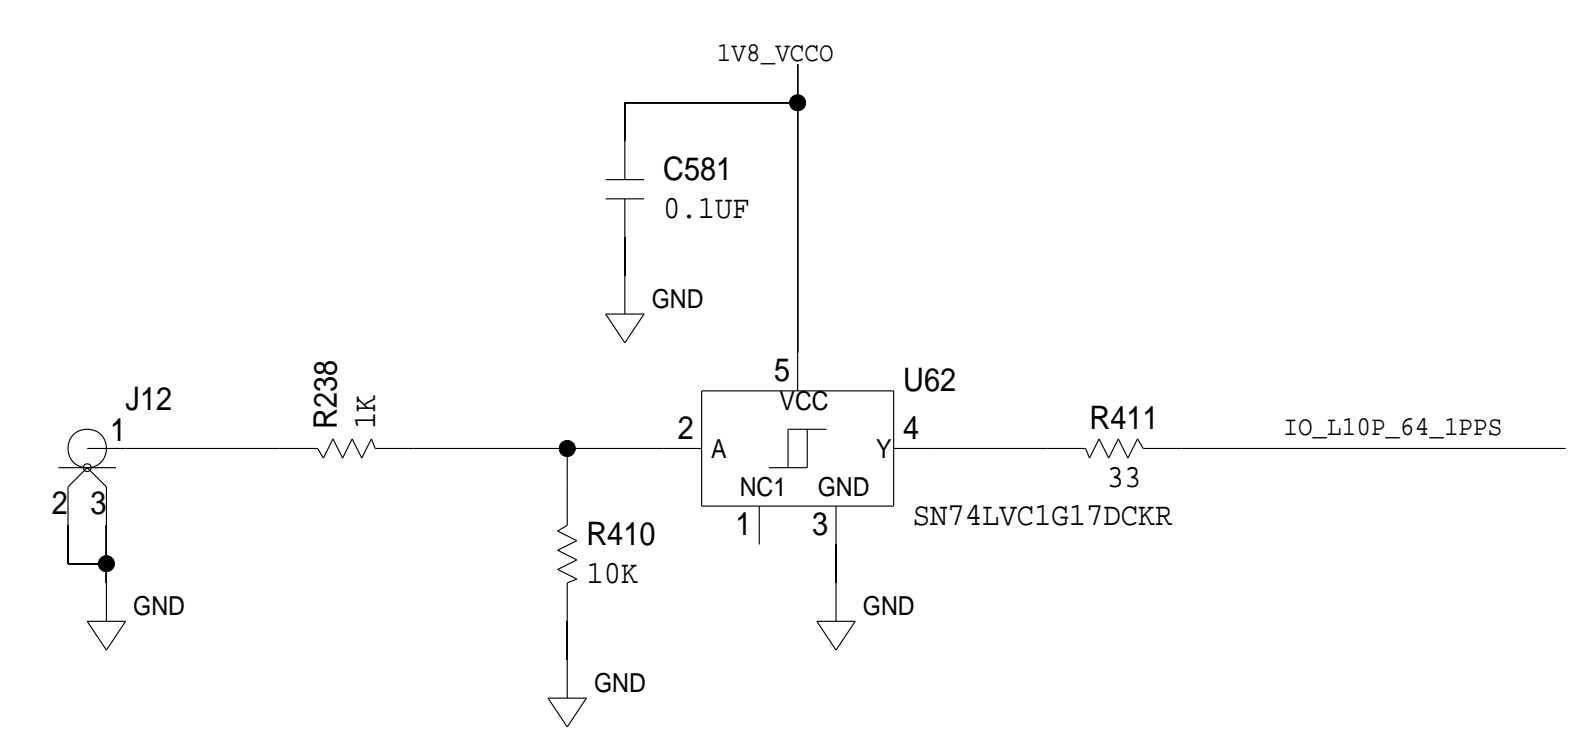 1V8_VCCO
C581
0.1UF
GND
J12
1
2
3
GND
R238
1K
R410
10K
GND
5
VCC
U62
2
A
Y
4
NC1
GND
1
3
SN74LVC1G17DCKR
GND
R411
33
IO_L10P_64_1PPS